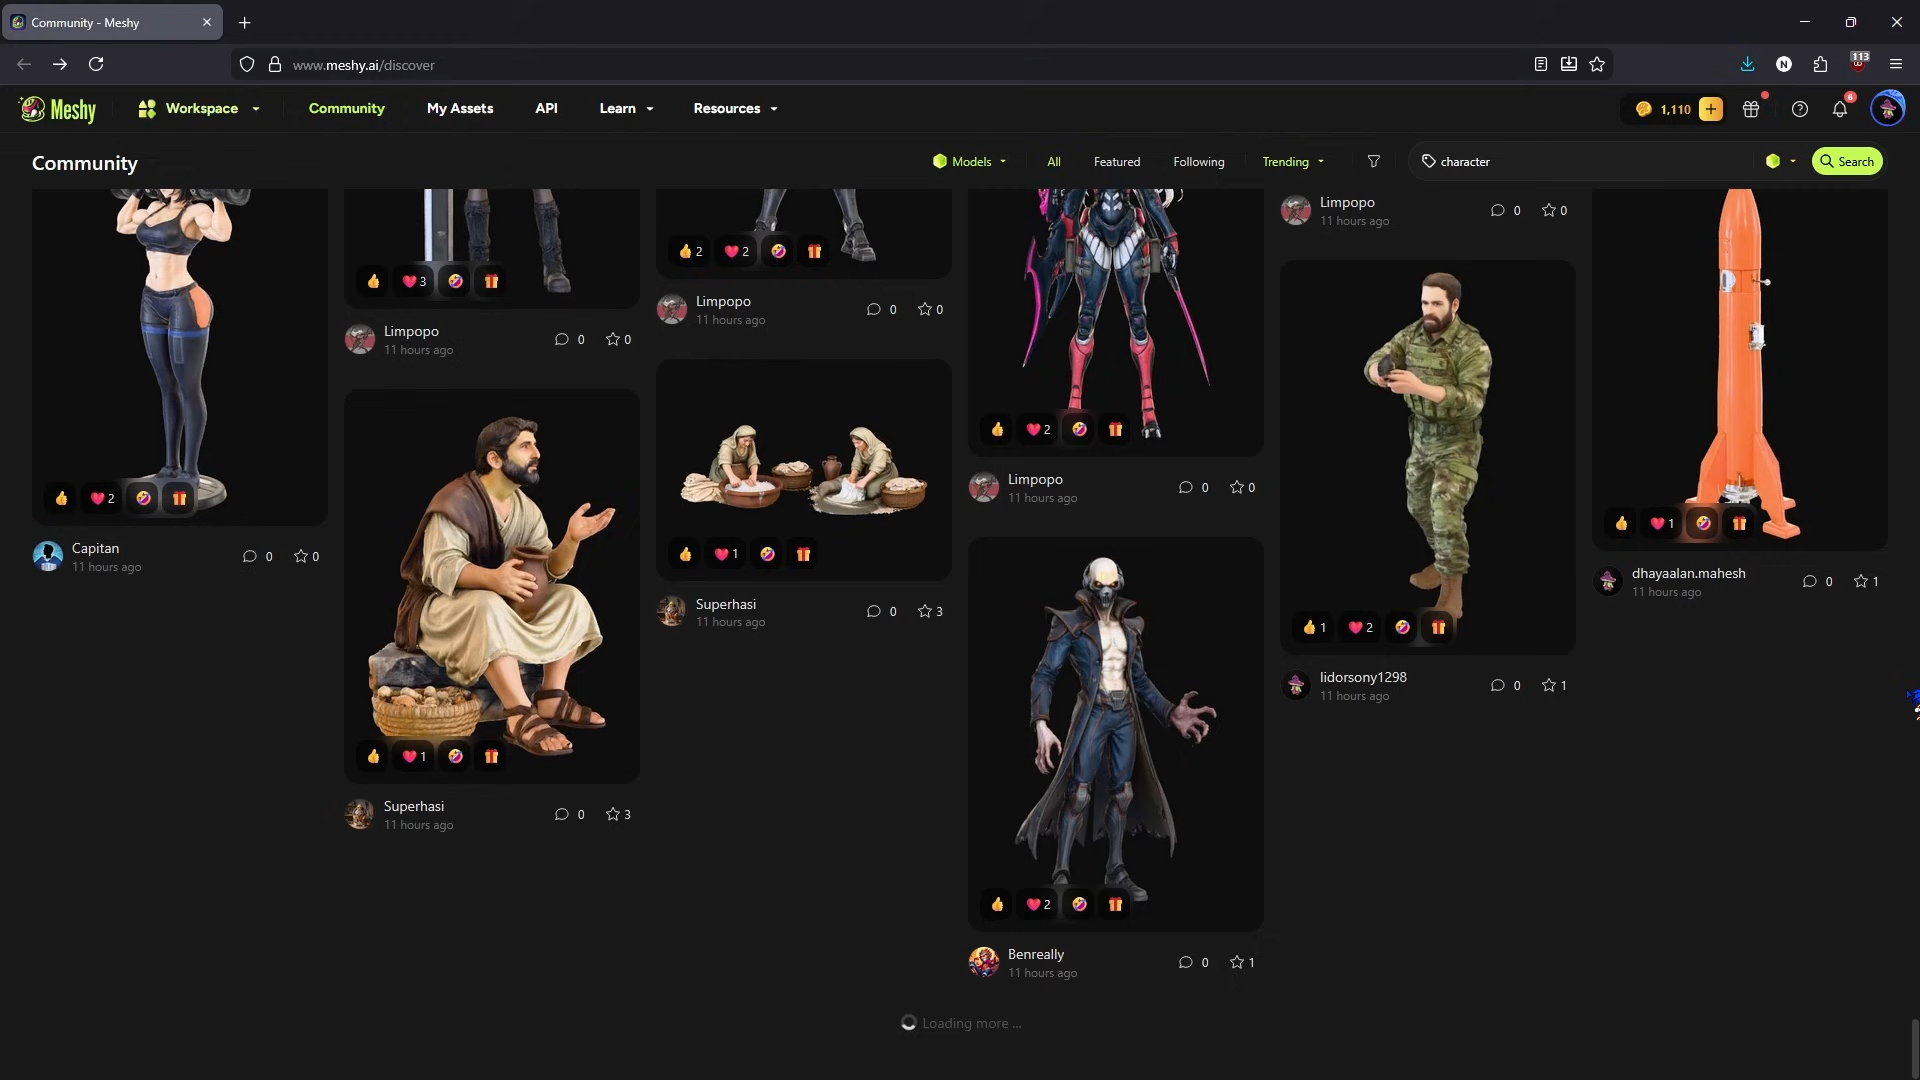 Community - Meshy
113
www.meshy.ai/discover
N
Meshy
Workspace
Community
My Assets
API
Learn
Resources
1,110
6
Community
Models
All
Featured
Following
Trending
character
Search
2
Capitan
11 hours ago
0
0
3
Limpopo
11 hours ago
0
0
1
Superhasi
11 hours ago
0
3
2
2
Limpopo
11 hours ago
0
0
1
Superhasi
11 hours ago
0
3
2
Limpopo
11 hours ago
0
0
2
Benreally
11 hours ago
0
1
Limpopo
11 hours ago
0
0
1
2
lidorsony1298
11 hours ago
0
1
1
dhayaalan.mahesh
11 hours ago
0
1
Loading more ...